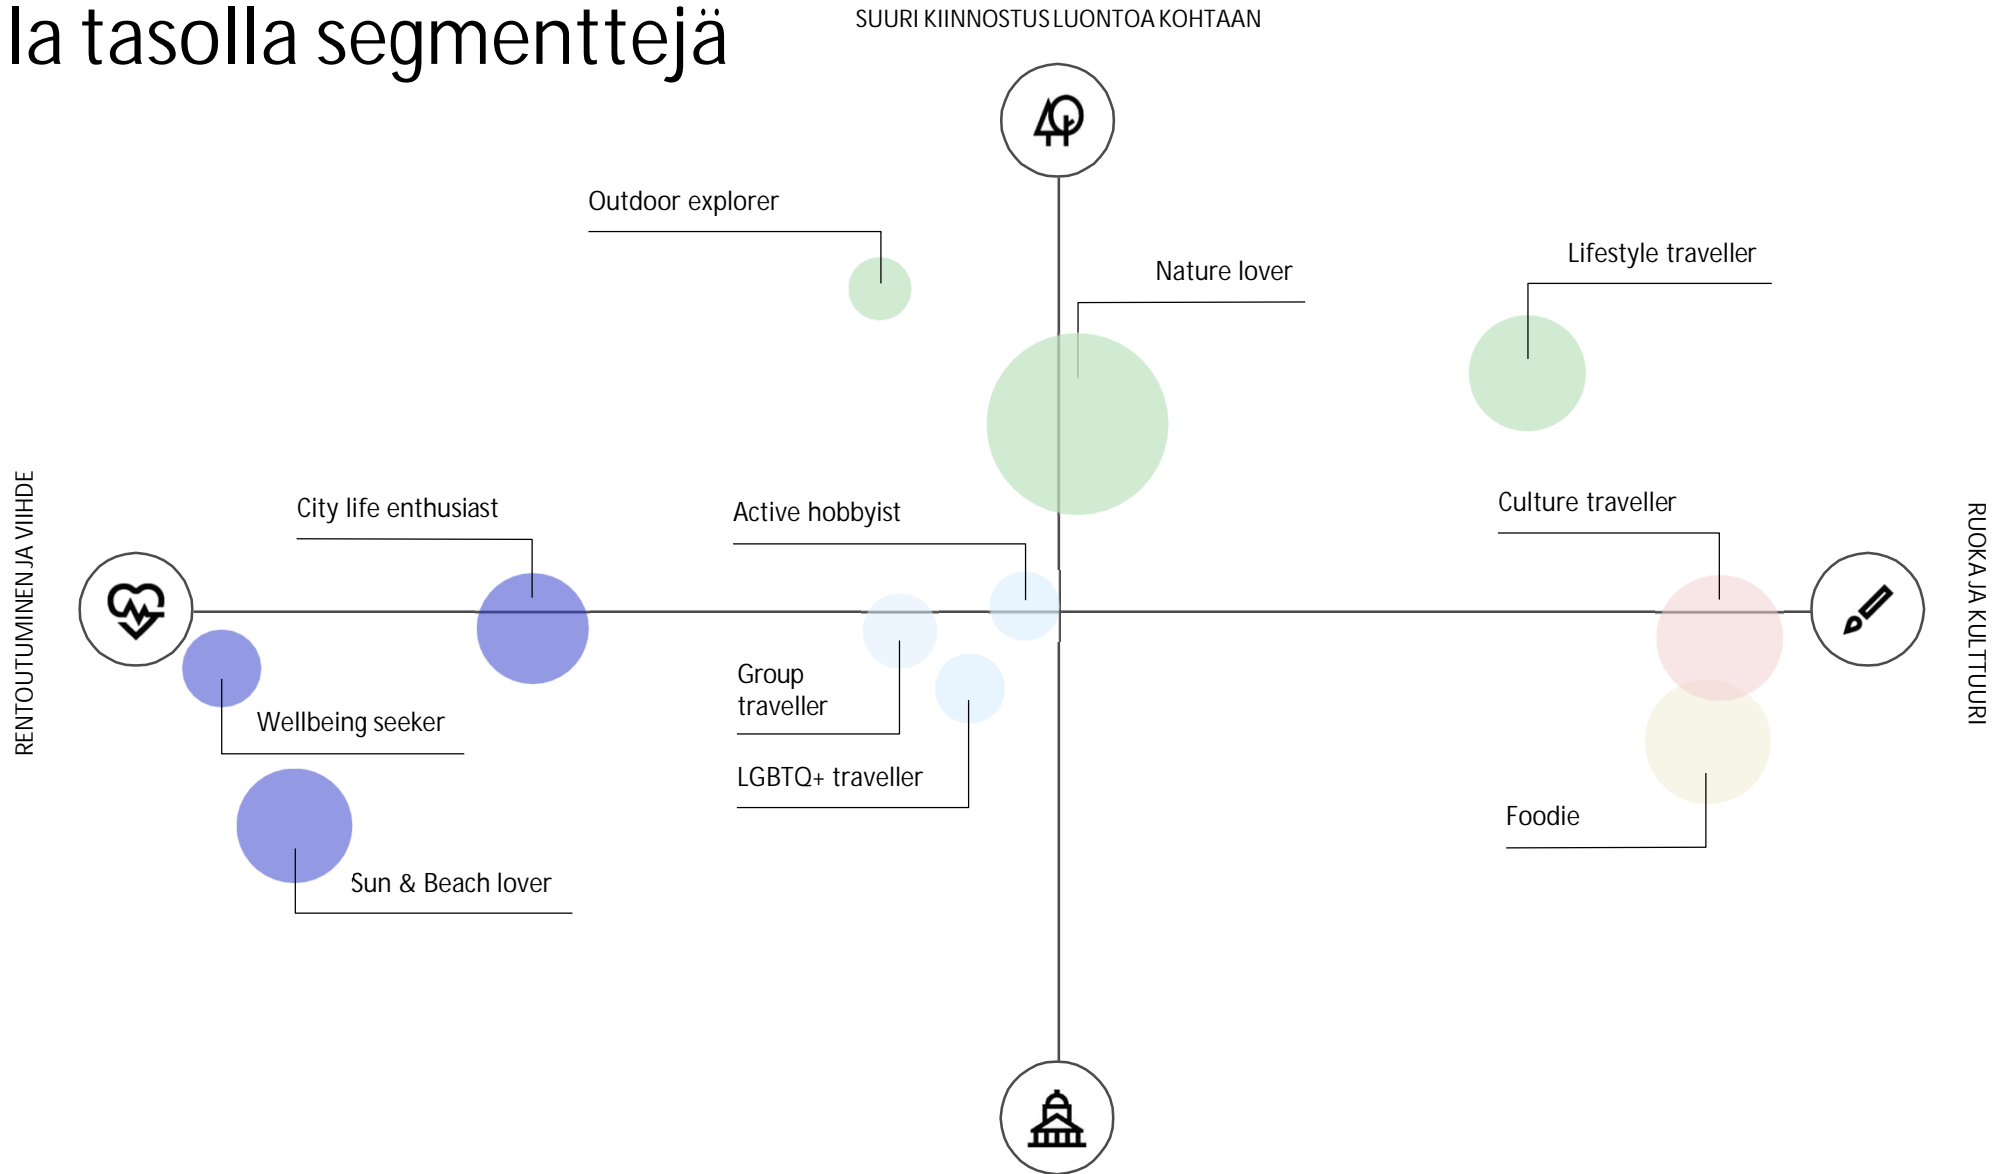 la tasolla segmenttejä
SUURI KIINNOSTUS LUONTOA KOHTAAN
Outdoor explorer
Nature lover
Lifestyle traveller
RENTOUTUMINEN JA VIIHDE
City life enthusiast
Active hobbyist
Culture traveller
RUOKA JA KULTTUURI
Group
traveller
Wellbeing seeker
LGBTQ+ traveller
Foodie
Sun & Beach lover